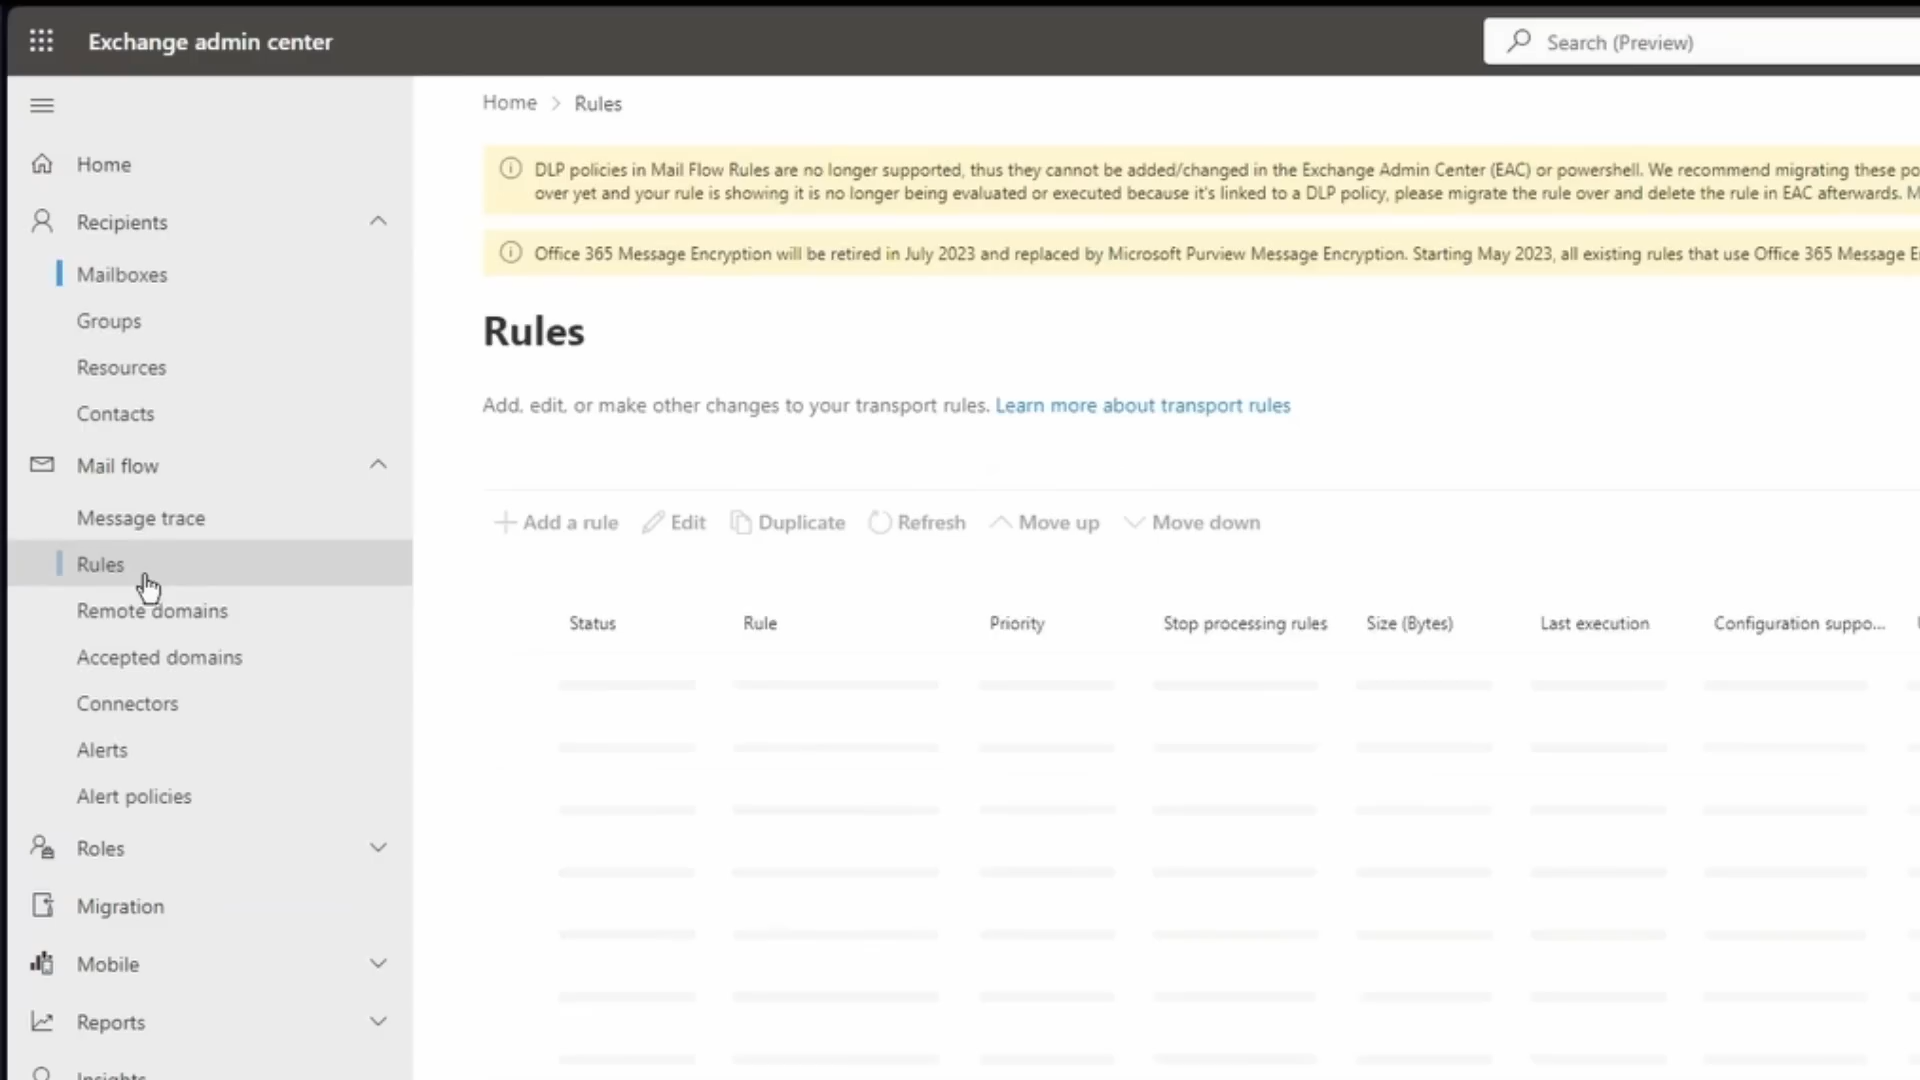 Exchange admin center
Search (Preview)
Home
Recipients
Mailboxes
Groups
Resources
Contacts
Mail flow
Message trace
Rules
Remote domains
Accepted domains
Connectors
Alerts
Alert policies
Roles
Migration
Mobile
Reports
Insights
Home > Rules
DLP policies in Mail Flow Rules are no longer supported, thus they cannot be added/changed in the Exchange Admin Center (EAC) or powershell. We recommend migrating these po
over yet and your rule is showing it is no longer being evaluated or executed because it's linked to a DLP policy, please migrate the rule over and delete the rule in EAC afterwards. M
Office 365 Message Encryption will be retired in July 2023 and replaced by Microsoft Purview Message Encryption. Starting May 2023, all existing rules that use Office 365 Message E
Rules
Add, edit, or make other changes to your transport rules. Learn more about transport rules
Add a rule Edit Duplicate Refresh Move up Move down
Status Rule Priority Stop processing rules Size (Bytes) Last execution Configuration suppo...